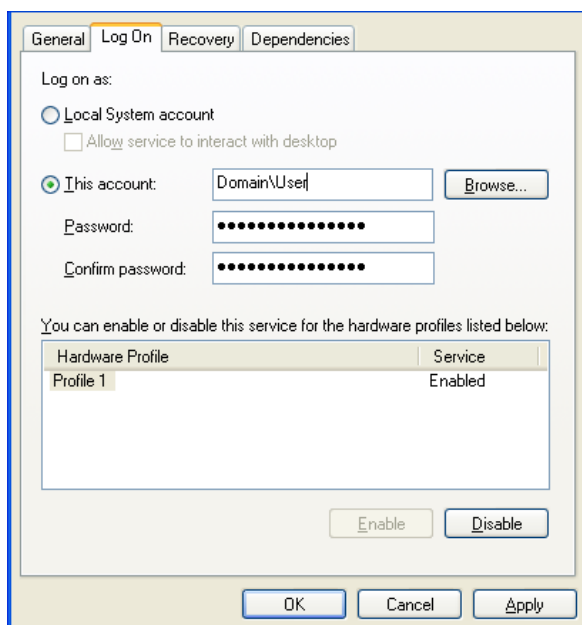 General Log On Recovery Dependencies
Log on as:
Local System account
Allow service to interact with desktop
This account: Domain\User Browse...
Password: ●●●●●●●●●●●●●●●
Confirm password: ●●●●●●●●●●●●●●●
You can enable or disable this service for the hardware profiles listed below:
Hardware Profile Service
Profile 1 Enabled
Enable Disable
OK Cancel Apply